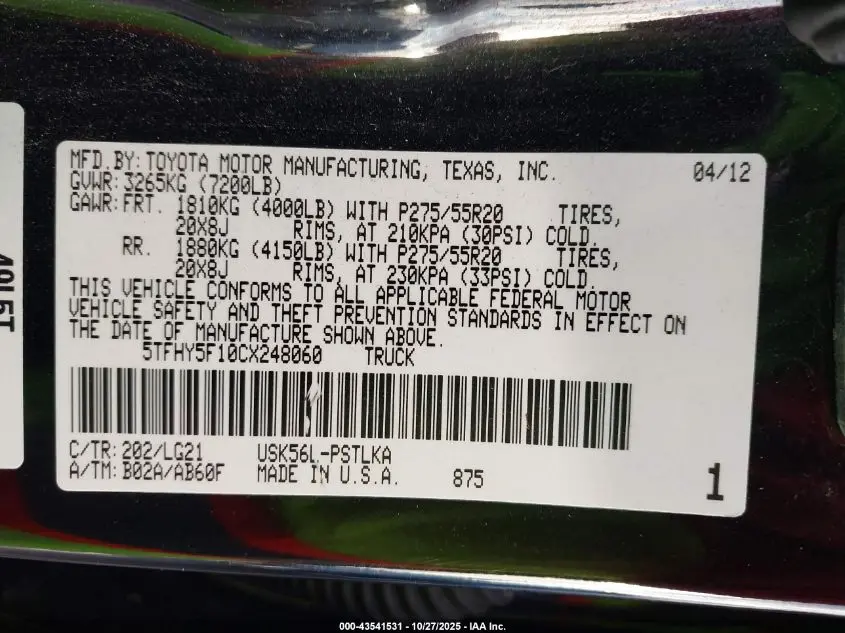 MFD.BY:TOYOTA MOTOR MANUFACTURING, TEXAS, INC. 04/12
GVWR:3265KG (7200LB)
GAWR:FRT. 1810KG (4000LB) WITH P275/55R20 TIRES,
20X8J RIMS, AT 210KPA (30PSI) COLD.
RR. 1880KG (4150LB) WITH P275/55R20 TIRES,
20X8J RIMS, AT 230KPA (33PSI) COLD.
THIS VEHICLE CONFORMS TO ALL APPLICABLE FEDERAL MOTOR
VEHICLE SAFETY AND THEFT PREVENTION STANDARDS IN EFFECT ON
THE DATE OF MANUFACTURE SHOWN ABOVE.
5TFHY5F10CX248060 TRUCK
C/TR:202/LG21 USK56L-PSTLKA
A/TM:B02A/AB60F MADE IN U.S.A. 875
1
000-43541531 - 10/27/2025 - IAA Inc.